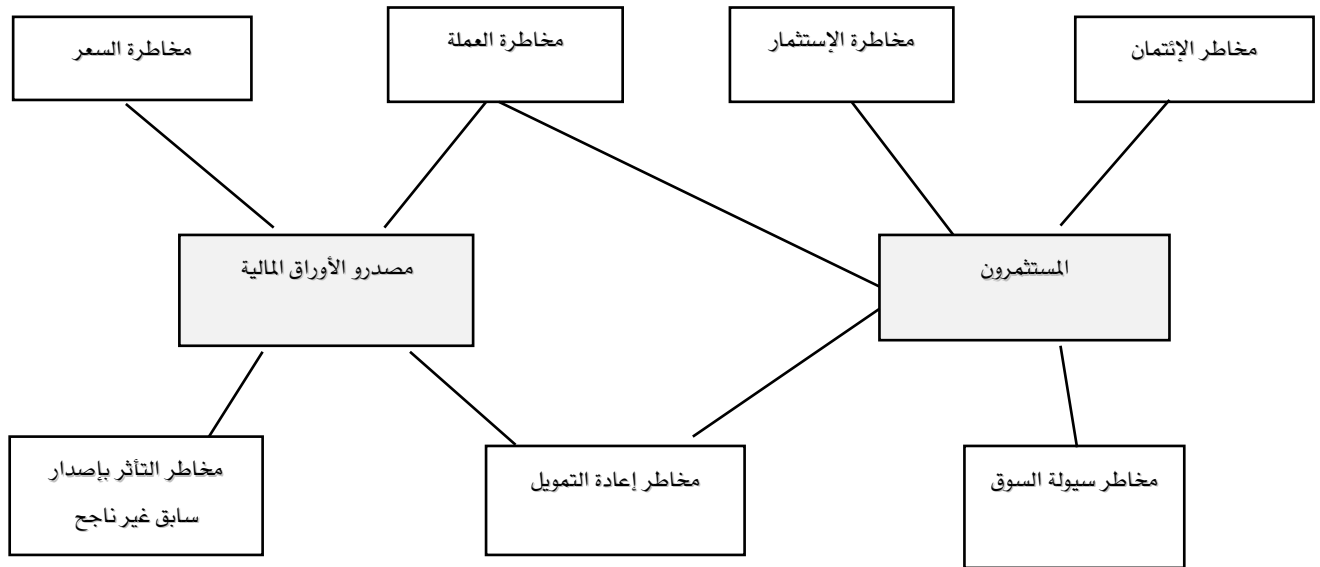 مخاطر الإئتمان
مخاطرة الإستثمار
مخاطرة العملة
مخاطرة السعر
المستثمرون
مصدرو الأوراق المالية
مخاطر سيولة السوق
مخاطر إعادة التمويل
مخاطر التأثر بإصدار
سابق غير ناجح